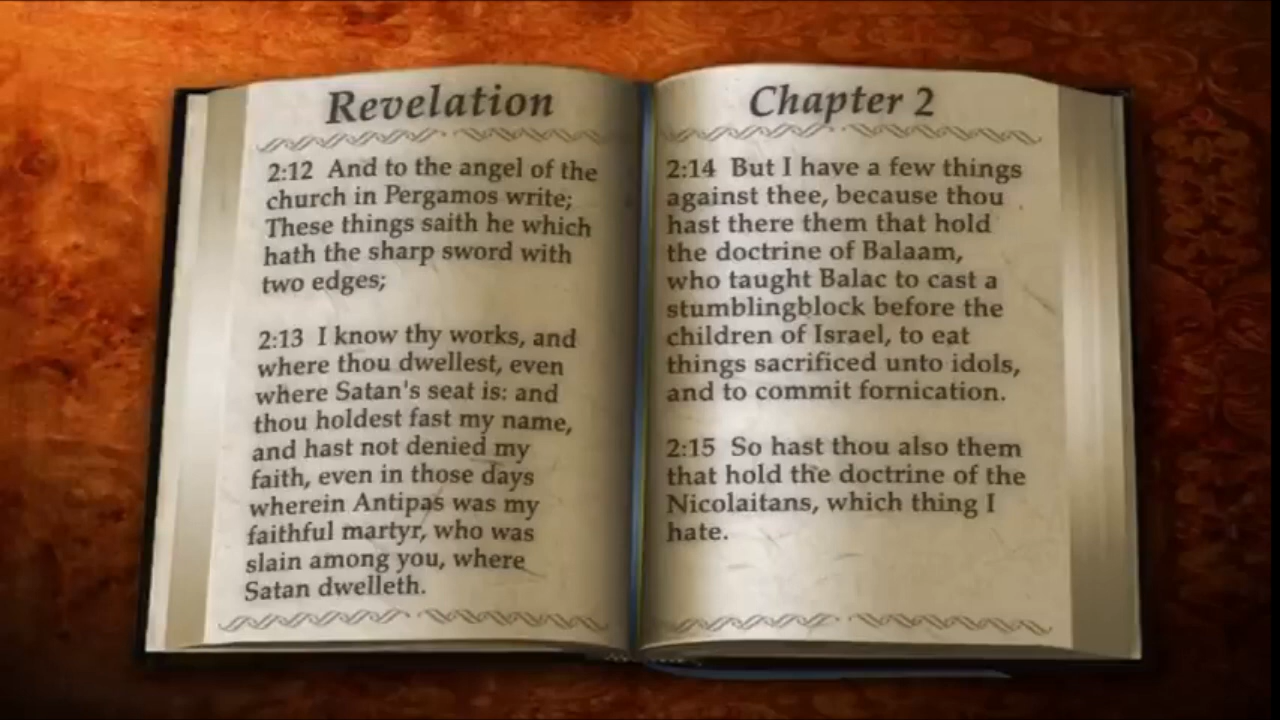 Revelation
2:12 And to the angel of the
church in Pergamos write;
These things saith he which
hath the sharp sword with
two edges;
2:13 I know thy works, and
where thou dwellest, even
where Satan's seat is: and
thou holdest fast my name,
and hast not denied my
faith, even in those days
wherein Antipas was my
faithful martyr, who was
slain among you, where
Satan dwelleth.
Chapter 2
2:14 But I have a few things
against thee, because thou
hast there them that hold
the doctrine of Balaam,
who taught Balac to cast a
stumblingblock before the
children of Israel, to eat
things sacrificed unto idols,
and to commit fornication.
2:15 So hast thou also them
that hold the doctrine of the
Nicolaitans, which thing I
hate.